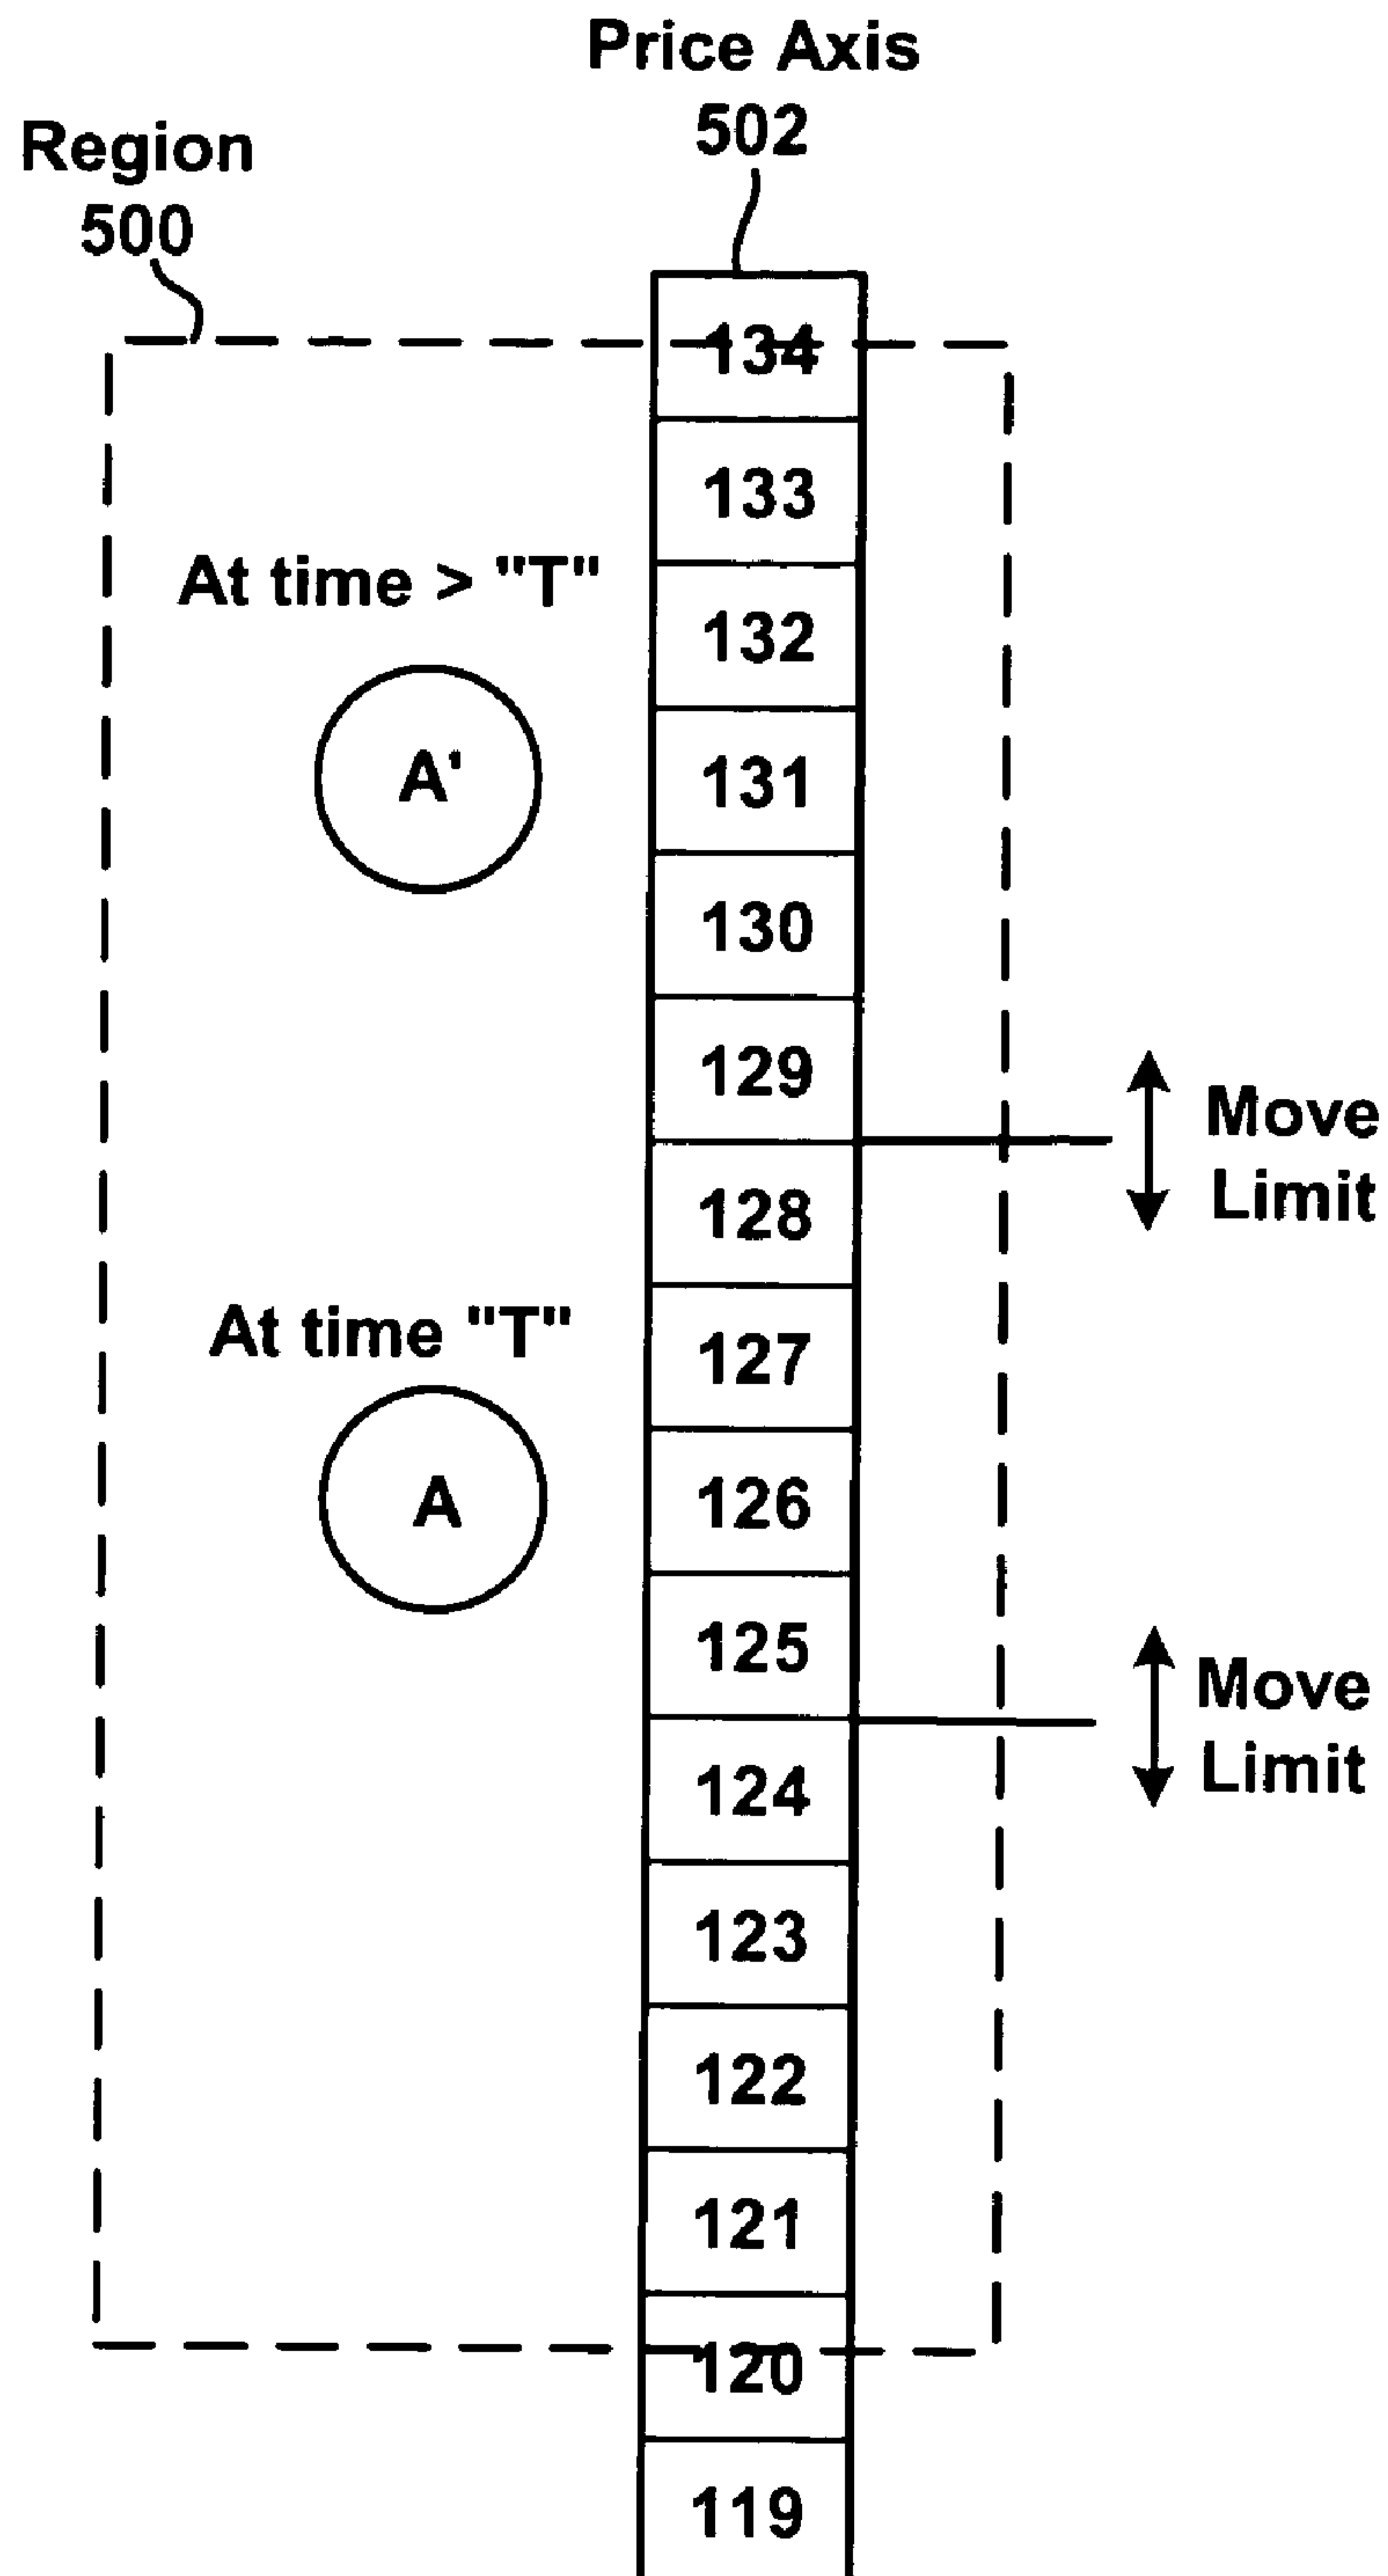 Price Axis
502
Region
500
134
133
At time > "T"
132
A'
131
130
129
Move
Limit
128
At time "T"
127
A
126
125
Move
Limit
124
123
122
121
120
119